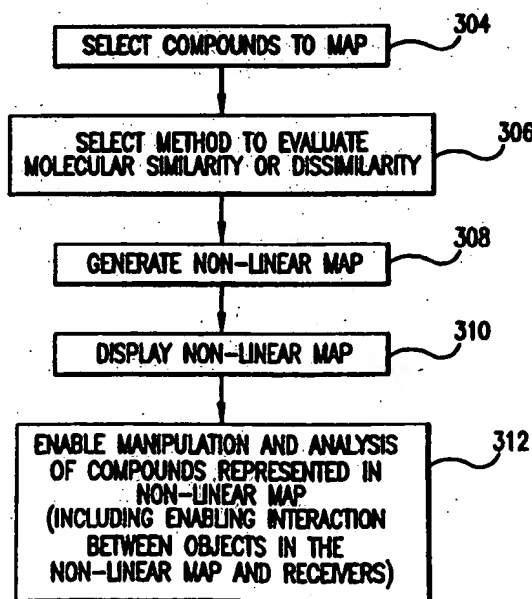 SELECT COMPOUNDS TO MAP
304
SELECT METHOD TO EVALUATE
MOLECULAR SIMILARITY OR DISSIMILARITY
306
GENERATE NON-LINEAR MAP
308
DISPLAY NON-LINEAR MAP
310
ENABLE MANIPULATION AND ANALYSIS
OF COMPOUNDS REPRESENTED IN
NON-LINEAR MAP
(INCLUDING ENABLING INTERACTION
BETWEEN OBJECTS IN THE
NON-LINEAR MAP AND RECEIVERS)
312